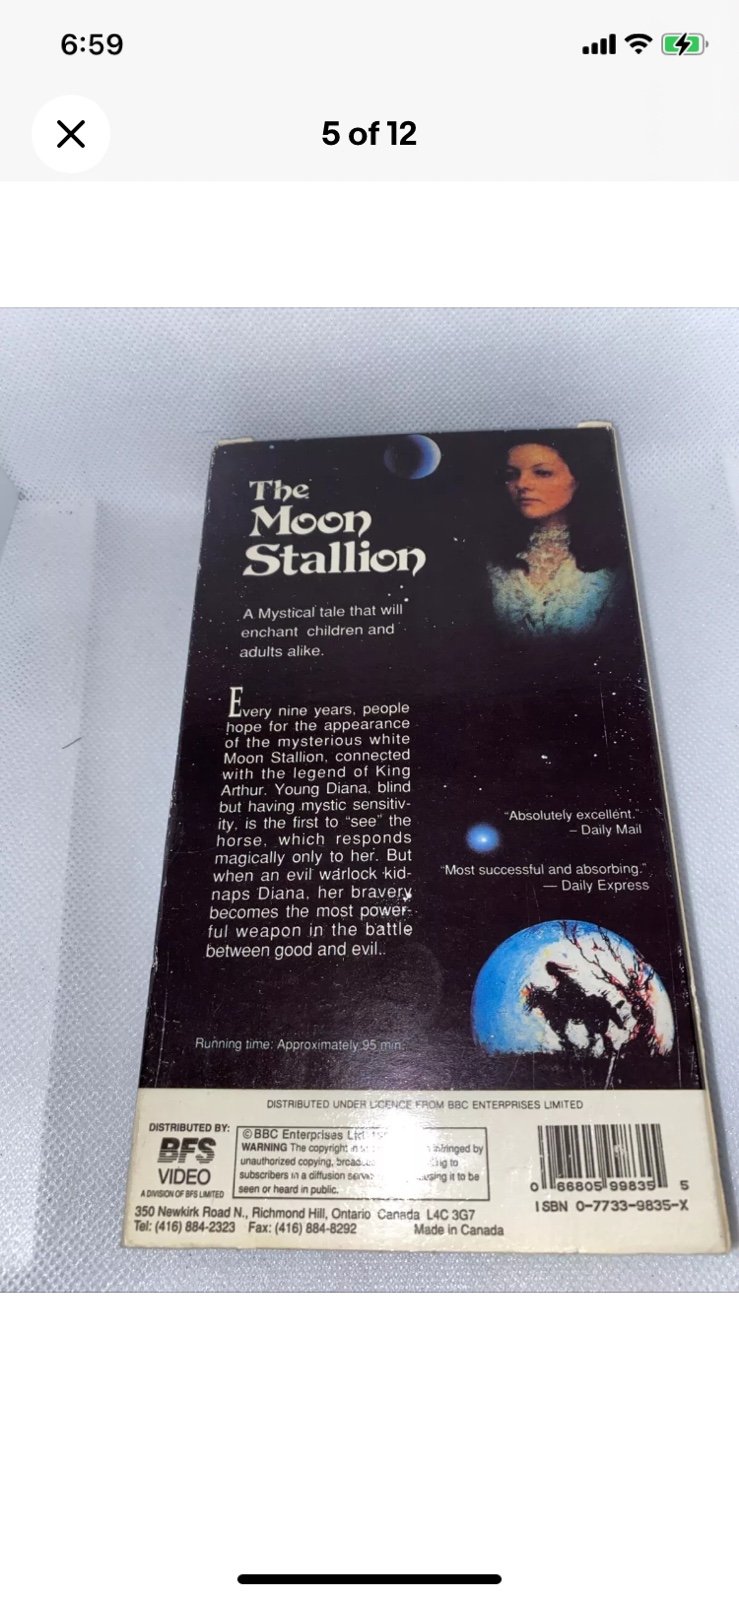 6:59
5 of 12
The
Moon
Stallion
A Mystical tale that will
enchant children and
adults alike.
Every nine years, people
hope for the appearance
of the mysterious white
Moon Stallion, connected
with the legend of King
Arthur. Young Diana, blind
but having mystic sensitiv-
ity, is the first to "see" the
horse, which responds
magically only to her. But
when an evil warlock kid-
naps Diana, her bravery
becomes the most power-
ful weapon in the battle
between good and evil..
"Absolutely excellent."
– Daily Mail
"Most successful and absorbing."
— Daily Express
Running time: Approximately 95 min.
DISTRIBUTED UNDER LICENCE FROM BBC ENTERPRISES LIMITED
DISTRIBUTED BY:
BFS
VIDEO
A DIVISION OF BFS LIMITED
© BBC Enterprises Ltd
WARNING The copyright infringed by
unauthorized copying, to
subscribers in a diffusion using it to be
seen or heard in public.
350 Newkirk Road N., Richmond Hill, Ontario Canada L4C 3G7
Tel: (416) 884-2323 Fax: (416) 884-8292 Made in Canada
0 66805 99835 5
ISBN 0-7733-9835-X